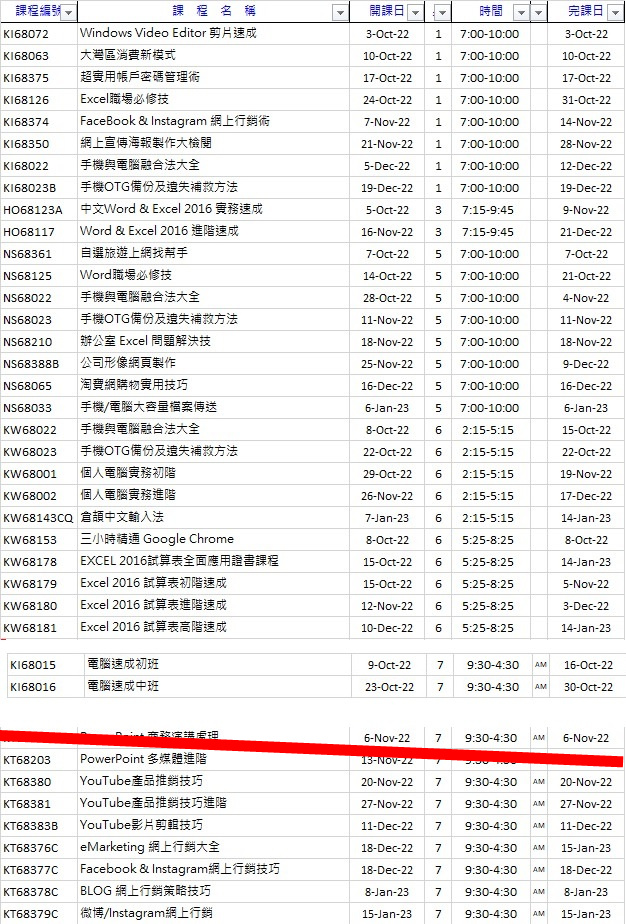 課程編號 課 程 名 稱 開課日 時間 完課日
KI68072 Windows Video Editor 剪片速成 3-Oct-22 1 7:00-10:00 3-Oct-22
KI68063 大灣區消費新模式 10-Oct-22 1 7:00-10:00 10-Oct-22
KI68375 超實用帳戶密碼管理術 17-Oct-22 1 7:00-10:00 17-Oct-22
KI68126 Excel職場必修技 24-Oct-22 1 7:00-10:00 31-Oct-22
KI68374 FaceBook & Instagram 網上行銷術 7-Nov-22 1 7:00-10:00 14-Nov-22
KI68350 網上宣傳海報製作大檢閱 21-Nov-22 1 7:00-10:00 28-Nov-22
KI68022 手機與電腦融合法大全 5-Dec-22 1 7:00-10:00 12-Dec-22
KI68023B 手機OTG備份及遺失補救方法 19-Dec-22 1 7:00-10:00 19-Dec-22
HO68123A 中文Word & Excel 2016 實務速成 5-Oct-22 3 7:15-9:45 9-Nov-22
HO68117 Word & Excel 2016 進階速成 16-Nov-22 3 7:15-9:45 21-Dec-22
NS68361 自選旅遊上網找幫手 7-Oct-22 5 7:00-10:00 7-Oct-22
NS68125 Word職場必修技 14-Oct-22 5 7:00-10:00 21-Oct-22
NS68022 手機與電腦融合法大全 28-Oct-22 5 7:00-10:00 4-Nov-22
NS68023 手機OTG備份及遺失補救方法 11-Nov-22 5 7:00-10:00 11-Nov-22
NS68210 辦公室 Excel 問題解決技 18-Nov-22 5 7:00-10:00 18-Nov-22
NS68388B 公司形像網頁製作 25-Nov-22 5 7:00-10:00 9-Dec-22
NS68065 淘費網購物實用技巧 16-Dec-22 5 7:00-10:00 16-Dec-22
NS68033 手機/電腦大容量檔案傳送 6-Jan-23 5 7:00-10:00 6-Jan-23
KW68022 手機與電腦融合法大全 8-Oct-22 6 2:15-5:15 15-Oct-22
KW68023 手機OTG備份及遺失補救方法 22-Oct-22 6 2:15-5:15 22-Oct-22
KW68001 個人電腦實務初階 29-Oct-22 6 2:15-5:15 19-Nov-22
KW68002 個人電腦實務進階 26-Nov-22 6 2:15-5:15 17-Dec-22
KW68143CQ 倉頡中文輸入法 7-Jan-23 6 2:15-5:15 14-Jan-23
KW68153 三小時精通 Google Chrome 8-Oct-22 6 5:25-8:25 8-Oct-22
KW68178 EXCEL 2016試算表全面應用證書課程 15-Oct-22 6 5:25-8:25 14-Jan-23
KW68179 Excel 2016 試算表初階速成 15-Oct-22 6 5:25-8:25 5-Nov-22
KW68180 Excel 2016 試算表進階速成 12-Nov-22 6 5:25-8:25 3-Dec-22
KW68181 Excel 2016 試算表高階速成 10-Dec-22 6 5:25-8:25 14-Jan-23
KI68015 電腦速成初班 9-Oct-22 7 9:30-4:30 AM 16-Oct-22
KI68016 電腦速成中班 23-Oct-22 7 9:30-4:30 AM 30-Oct-22
PowerPoint 商務演講處理 6-Nov-22 7 9:30-4:30 AM 6-Nov-22
KT68203 PowerPoint 多媒體進階 13-Nov-22 7 9:30-4:30
KT68380 YouTube產品推銷技巧 20-Nov-22 7 9:30-4:30 AM 20-Nov-22
KT68381 YouTube產品推銷技巧進階 27-Nov-22 7 9:30-4:30 AM 27-Nov-22
KT68383B YouTube影片剪輯技巧 11-Dec-22 7 9:30-4:30 AM 11-Dec-22
KT68376C eMarketing 網上行銷大全 18-Dec-22 7 9:30-4:30 AM 15-Jan-23
KT68377C Facebook & Instagram網上行銷技巧 18-Dec-22 7 9:30-4:30 AM 18-Dec-22
KT68378C BLOG 網上行銷策略技巧 8-Jan-23 7 9:30-4:30 AM 8-Jan-23
KT68379C 微博/Instagram網上行銷 15-Jan-23 7 9:30-4:30 AM 15-Jan-23